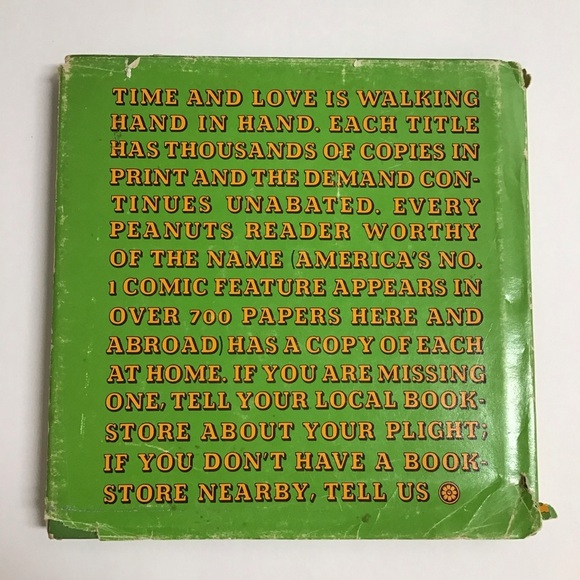 TIME AND LOVE IS WALKING
HAND IN HAND. EACH TITLE
HAS THOUSANDS OF COPIES IN
PRINT AND THE DEMAND CON-
TINUES UNABATED. EVERY
PEANUTS READER WORTHY
OF THE NAME (AMERICA'S NO.
1 COMIC FEATURE APPEARS IN
OVER 700 PAPERS HERE AND
ABROAD) HAS A COPY OF EACH
AT HOME. IF YOU ARE MISSING
ONE, TELL YOUR LOCAL BOOK-
STORE ABOUT YOUR PLIGHT;
IF YOU DON'T HAVE A BOOK-
STORE NEARBY, TELL US